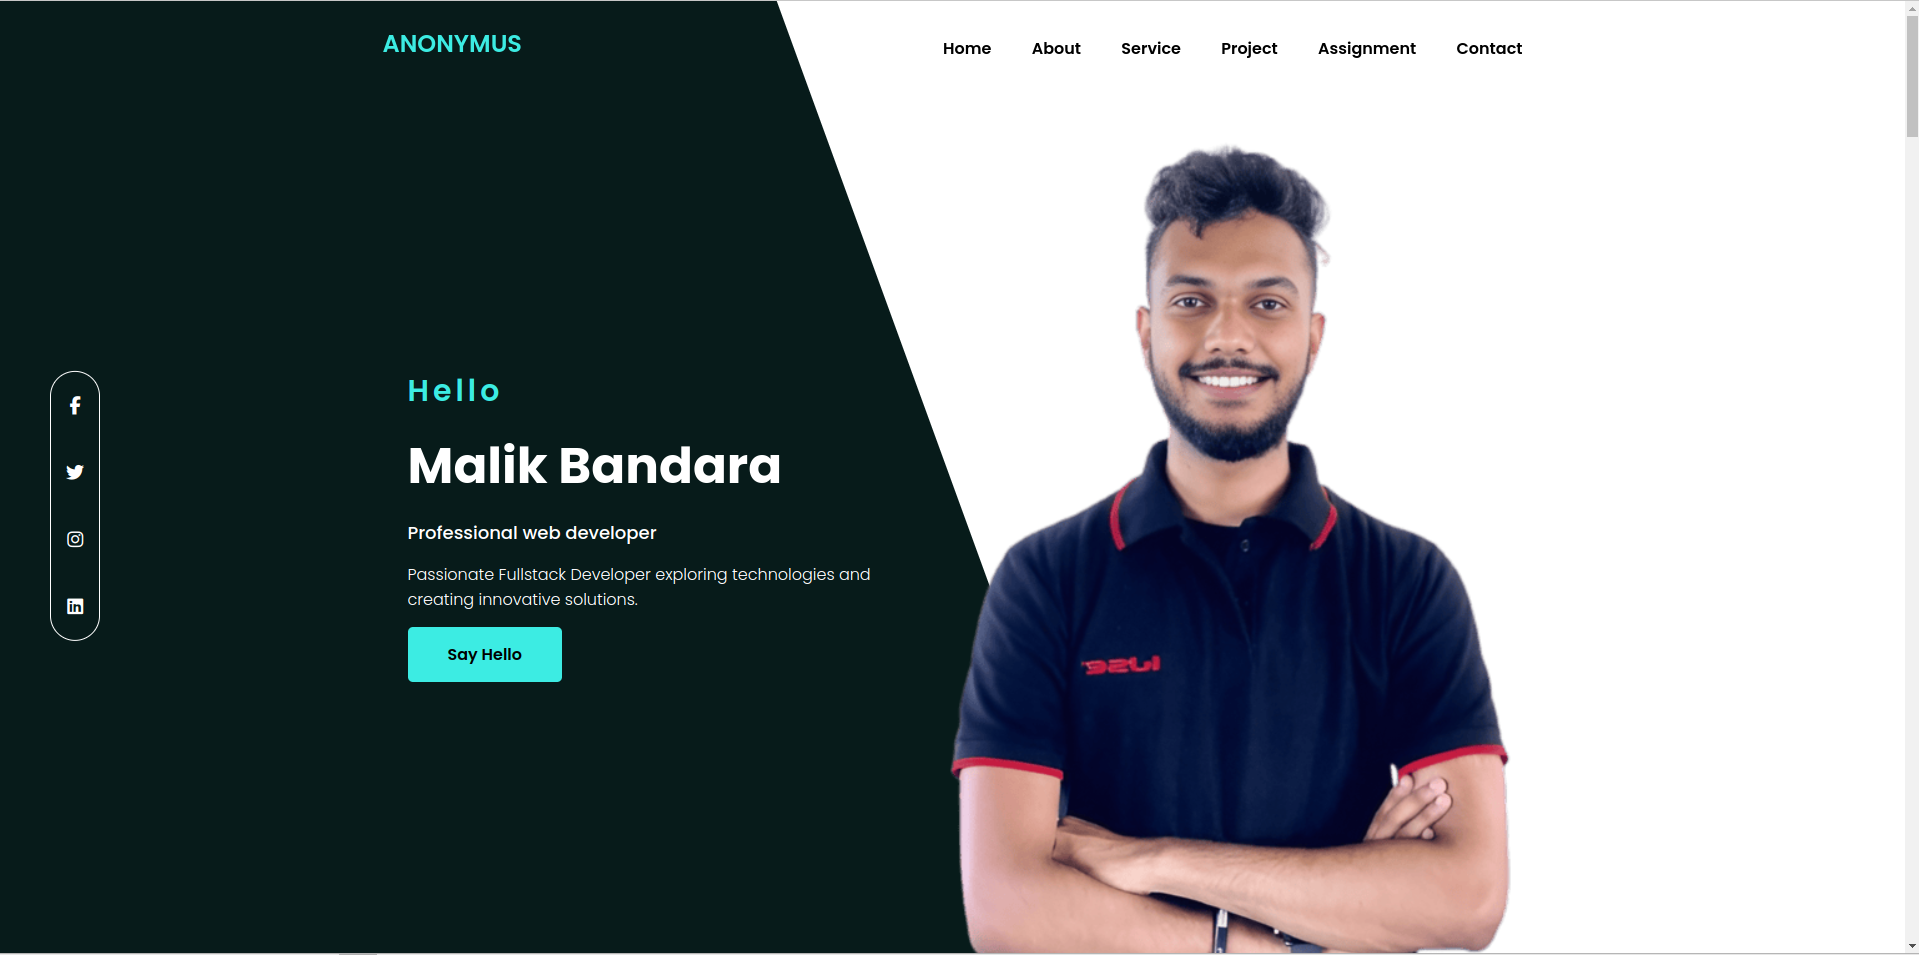 ANONYMUS
Home About Service Project Assignment Contact
Hello
Malik Bandara
Professional web developer
Passionate Fullstack Developer exploring technologies and
creating innovative solutions.
Say Hello